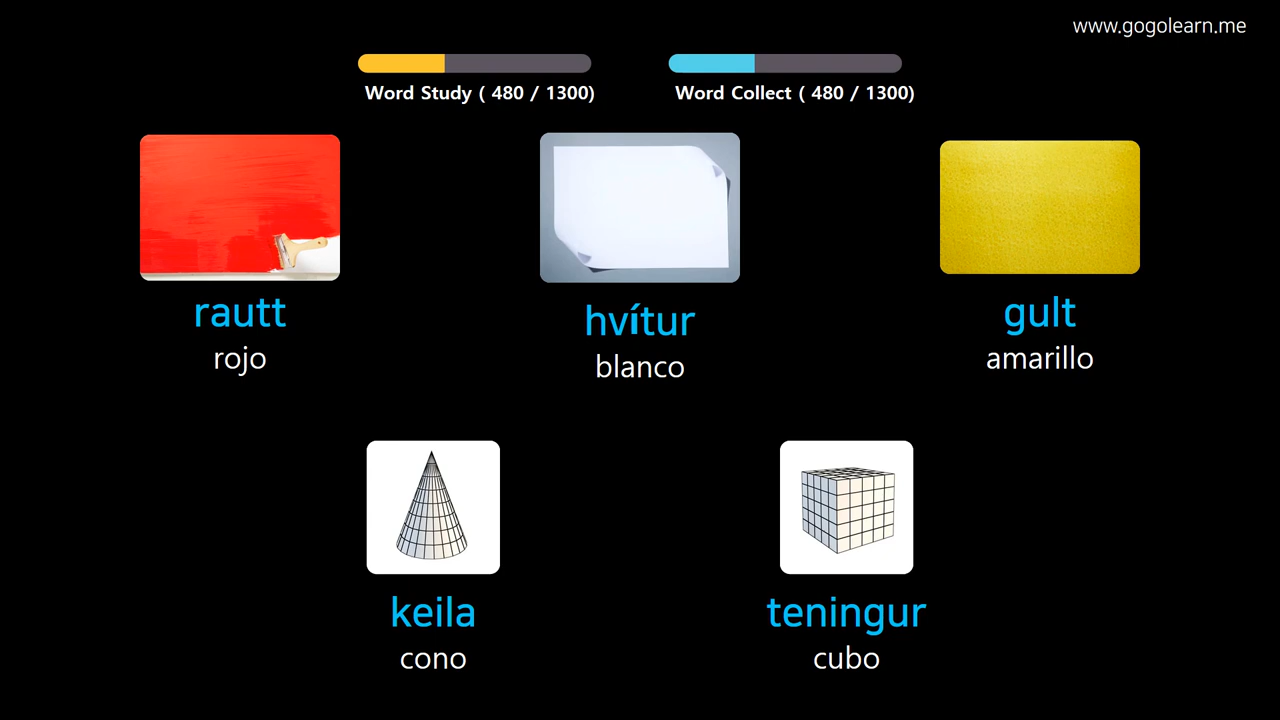 www.gogolearn.me
Word Study ( 480 / 1300)
Word Collect ( 480 / 1300)
rautt
rojo
hvítur
blanco
gult
amarillo
keila
cono
teningur
cubo